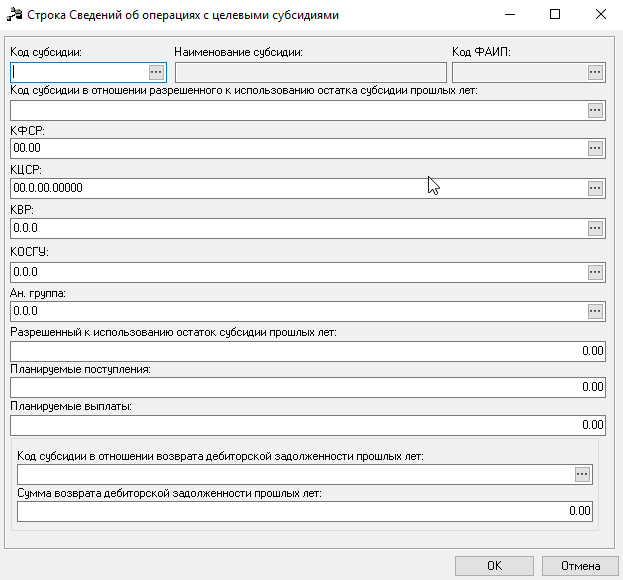 Строка Сведений об операциях с целевыми субсидиями
Код субсидии: Наименование субсидии: Код ФАИП:
Код субсидии в отношении разрешенного к использованию остатка субсидии прошлых лет:
КФСР:
00.00
КЦСР:
00.0.00.00000
КВР:
0.0.0
КОСГУ:
0.0.0
Ан. группа:
0.0.0
Разрешенный к использованию остаток субсидии прошлых лет:
0.00
Планируемые поступления:
0.00
Планируемые выплаты:
0.00
Код субсидии в отношении возврата дебиторской задолженности прошлых лет:
Сумма возврата дебиторской задолженности прошлых лет:
0.00
ОК Отмена